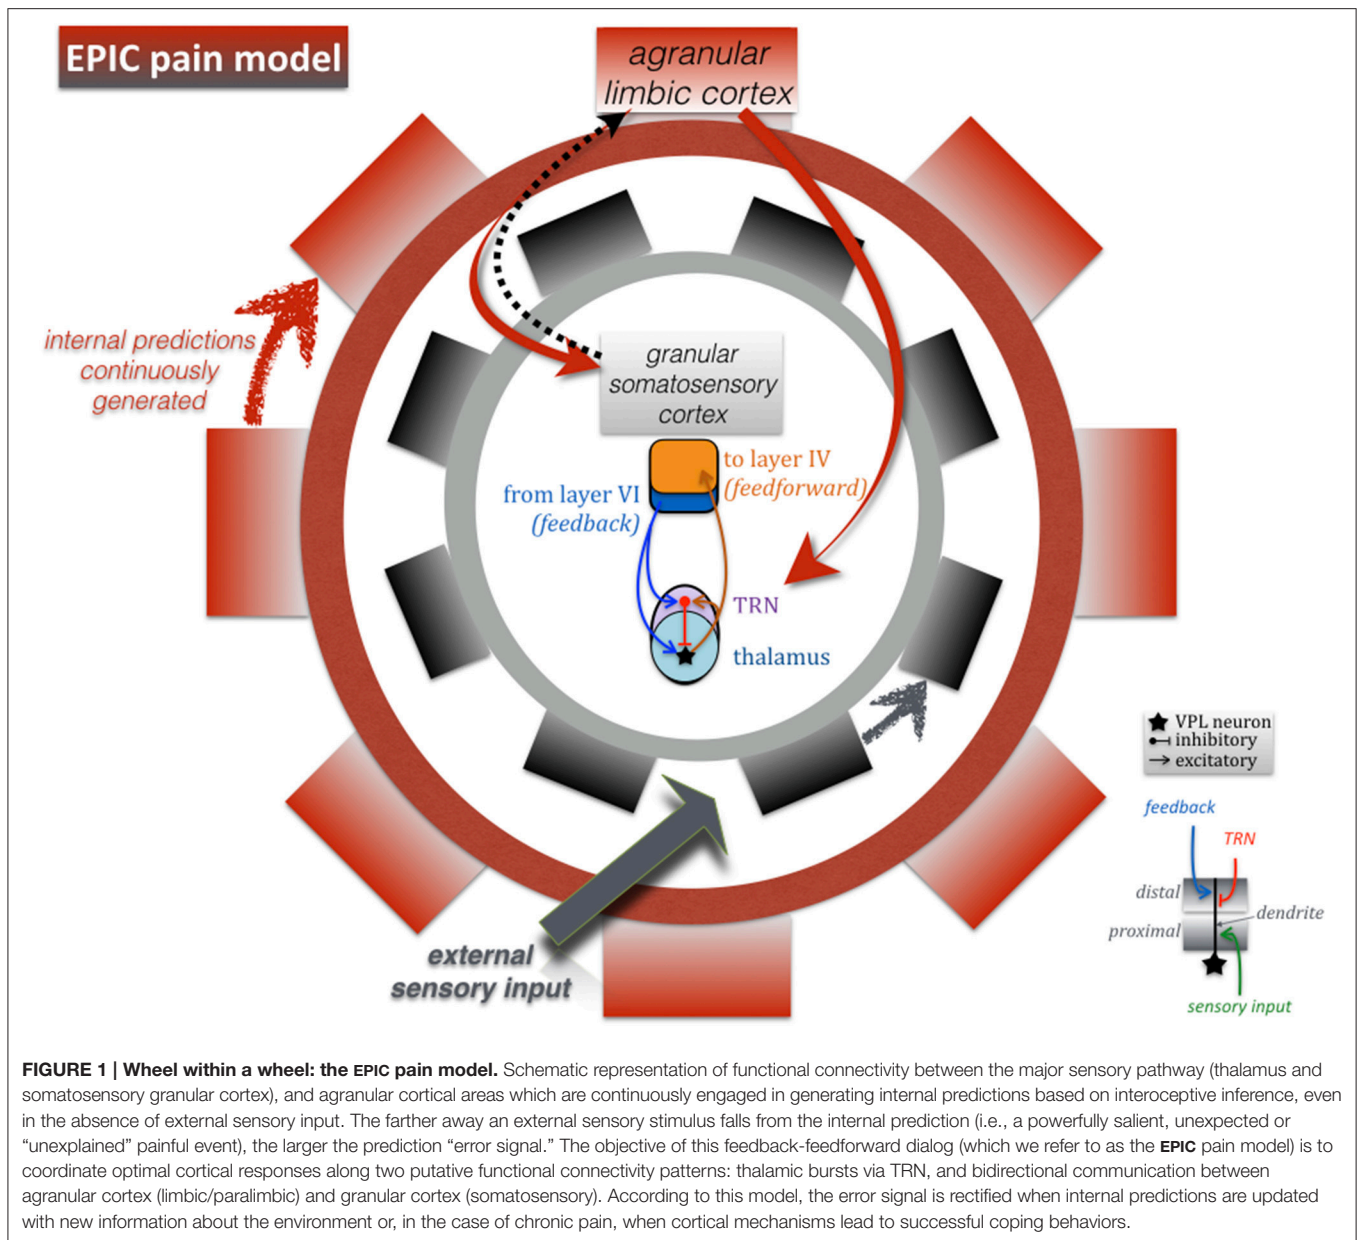 EPIC pain model
agranular
limbic cortex
internal predictions
continuously
generated
granular
somatosensory
cortex
to layer IV
(feedforward)
from layer VI
(feedback)
TRN
thalamus
external
sensory input
VPL neuron
inhibitory
excitatory
feedback
TRN
distal
dendrite
proximal
sensory input
FIGURE 1 | Wheel within a wheel: the EPIC pain model. Schematic representation of functional connectivity between the major sensory pathway (thalamus and
somatosensory granular cortex), and agranular cortical areas which are continuously engaged in generating internal predictions based on interoceptive inference, even
in the absence of external sensory input. The farther away an external sensory stimulus falls from the internal prediction (i.e., a powerfully salient, unexpected or
“unexplained” painful event), the larger the prediction “error signal.” The objective of this feedback-feedforward dialog (which we refer to as the EPIC pain model) is to
coordinate optimal cortical responses along two putative functional connectivity patterns: thalamic bursts via TRN, and bidirectional communication between
agranular cortex (limbic/paralimbic) and granular cortex (somatosensory). According to this model, the error signal is rectified when internal predictions are updated
with new information about the environment or, in the case of chronic pain, when cortical mechanisms lead to successful coping behaviors.